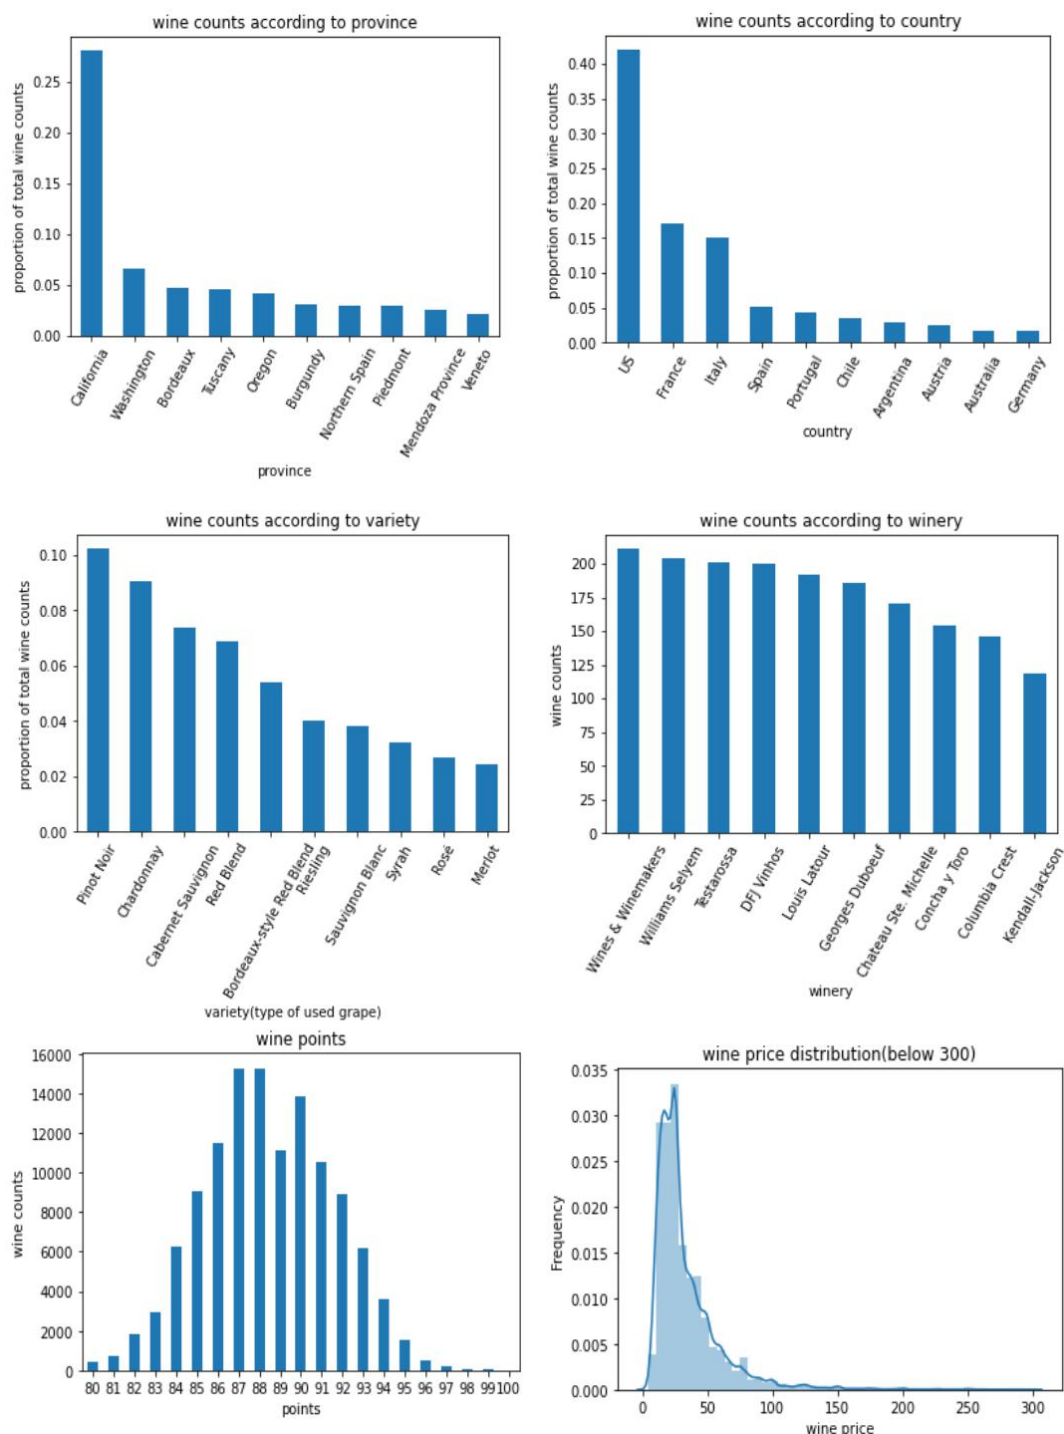 wine counts according to province
proportion of total wine counts
0.25
0.20
0.15
0.10
0.05
0.00
California
Washington
Bordeaux
Tuscany
Oregon
Burgundy
Northern Spain
Piedmont
Mendoza Province
Veneto
province
wine counts according to country
proportion of total wine counts
0.40
0.35
0.30
0.25
0.20
0.15
0.10
0.05
0.00
US
France
Italy
Spain
Portugal
Chile
Argentina
Austria
Australia
Germany
country
wine counts according to variety
proportion of total wine counts
0.10
0.08
0.06
0.04
0.02
0.00
Pinot Noir
Chardonnay
Cabernet Sauvignon
Red Blend
Bordeaux-style Red Blend
Riesling
Sauvignon Blanc
Syrah
Rosé
Merlot
variety(type of used grape)
wine counts according to winery
wine counts
200
175
150
125
100
75
50
25
0
Wines & Winemakers
Williams Selyem
Testarossa
DFJ Vinhos
Louis Latour
Georges Duboeuf
Chateau Ste. Michelle
Concha y Toro
Columbia Crest
Kendall-Jackson
winery
wine points
wine counts
16000
14000
12000
10000
8000
6000
4000
2000
0
80 81 82 83 84 85 86 87 88 89 90 91 92 93 94 95 96 97 98 99 100
points
wine price distribution(below 300)
Frequency
0.035
0.030
0.025
0.020
0.015
0.010
0.005
0.000
0 50 100 150 200 250 300
wine price